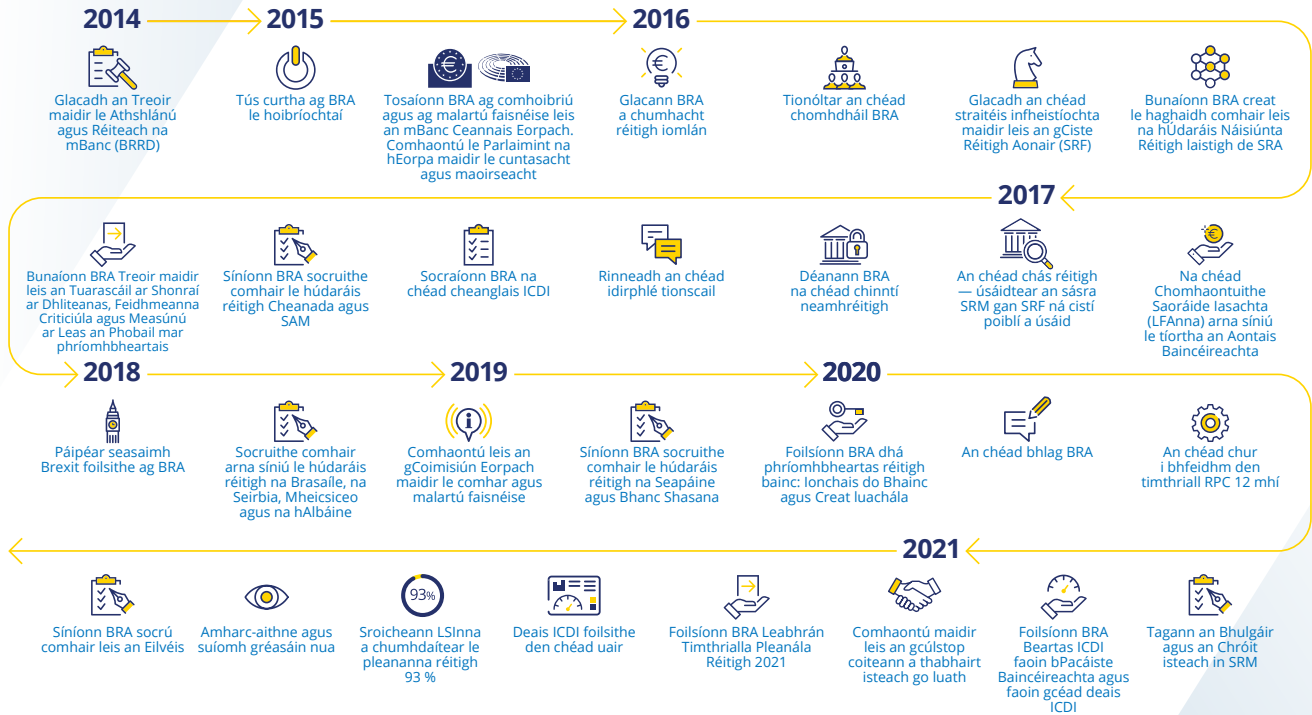 2014
2015
2016
Glacadh an Treoir
maidir le Athshlánú
agus Réiteach na
mBanc (BRRD)
Tús curtha ag BRA
le hoibríochtaí
Tosaíonn BRA ag comhoibriú
agus ag malartú faisnéise leis
an mBanc Ceannais Eorpach.
Comhaontú le Parlaimint na
hEorpa maidir le cuntasacht
agus maoirseacht
Glacann BRA
a chumhacht
réitigh iomlán
Tionóltar an chéad
chomhdháil BRA
Glacadh an chéad
straitéis infheistíochta
maidir leis an gCiste
Réitigh Aonair (SRF)
Bunaíonn BRA creat
le haghaidh comhair leis
na hÚdaráis Náisiúnta
Réitigh laistigh de SRA
2017
Bunaíonn BRA Treoir maidir
leis an Tuarascáil ar Shonraí
ar Dhliteanas, Feidhmeanna
Criticiúla agus Measúnú
ar Leas an Phobail mar
phríomhbheartais
Síníonn BRA socruithe
comhair le húdaráis
réitigh Cheanada agus
SAM
Socraíonn BRA na
chéad cheanglais ICDI
Rinneadh an chéad
idirphlé tionscail
Déanann BRA
na chéad chinntí
neamhréitigh
An chéad chás réitigh
— úsáidtear an sásra
SRM gan SRF ná cistí
poiblí a úsáid
Na chéad
Chomhaontuithe
Saoráide Iasachta
(LFAnna) arna síniú
le tíortha an Aontais
Baincéireachta
2018
2019
2020
Páipéar seasaimh
Brexit foilsithe ag BRA
Socruithe comhair
arna síniú le húdaráis
réitigh na Brasaíle, na
Seirbia, Mheicsiceo
agus na hAlbáine
Comhaontú leis an
gCoimisiún Eorpach
maidir le comhar agus
malartú faisnéise
Síníonn BRA socruithe
comhair le húdaráis
réitigh na Seapáine
agus Bhanc Shasana
Foilsíonn BRA dhá
phríomhbheartas réitigh
bainc: Ionchais do Bhainc
agus Creat luachála
An chéad bhlag BRA
An chéad chur
i bhfeidhm den
timthriall RPC 12 mhí
2021
Síníonn BRA socrú
comhair leis an Eilvéis
Amharc-aithne agus
suíomh gréasáin nua
93%
Sroicheann LSInna
a chumhdaítear le
pleananna réitigh
93 %
Deais ICDI foilsithe
den chéad uair
Foilsíonn BRA Leabhrán
Timthrialla Pleanála
Réitigh 2021
Comhaontú maidir
leis an gcúlstop
coiteann a thabhairt
isteach go luath
Foilsíonn BRA
Beartas ICDI
faoin bPacáiste
Baincéireachta agus
faoin gcéad deais
ICDI
Tagann an Bhulgáir
agus an Chróit
isteach in SRM